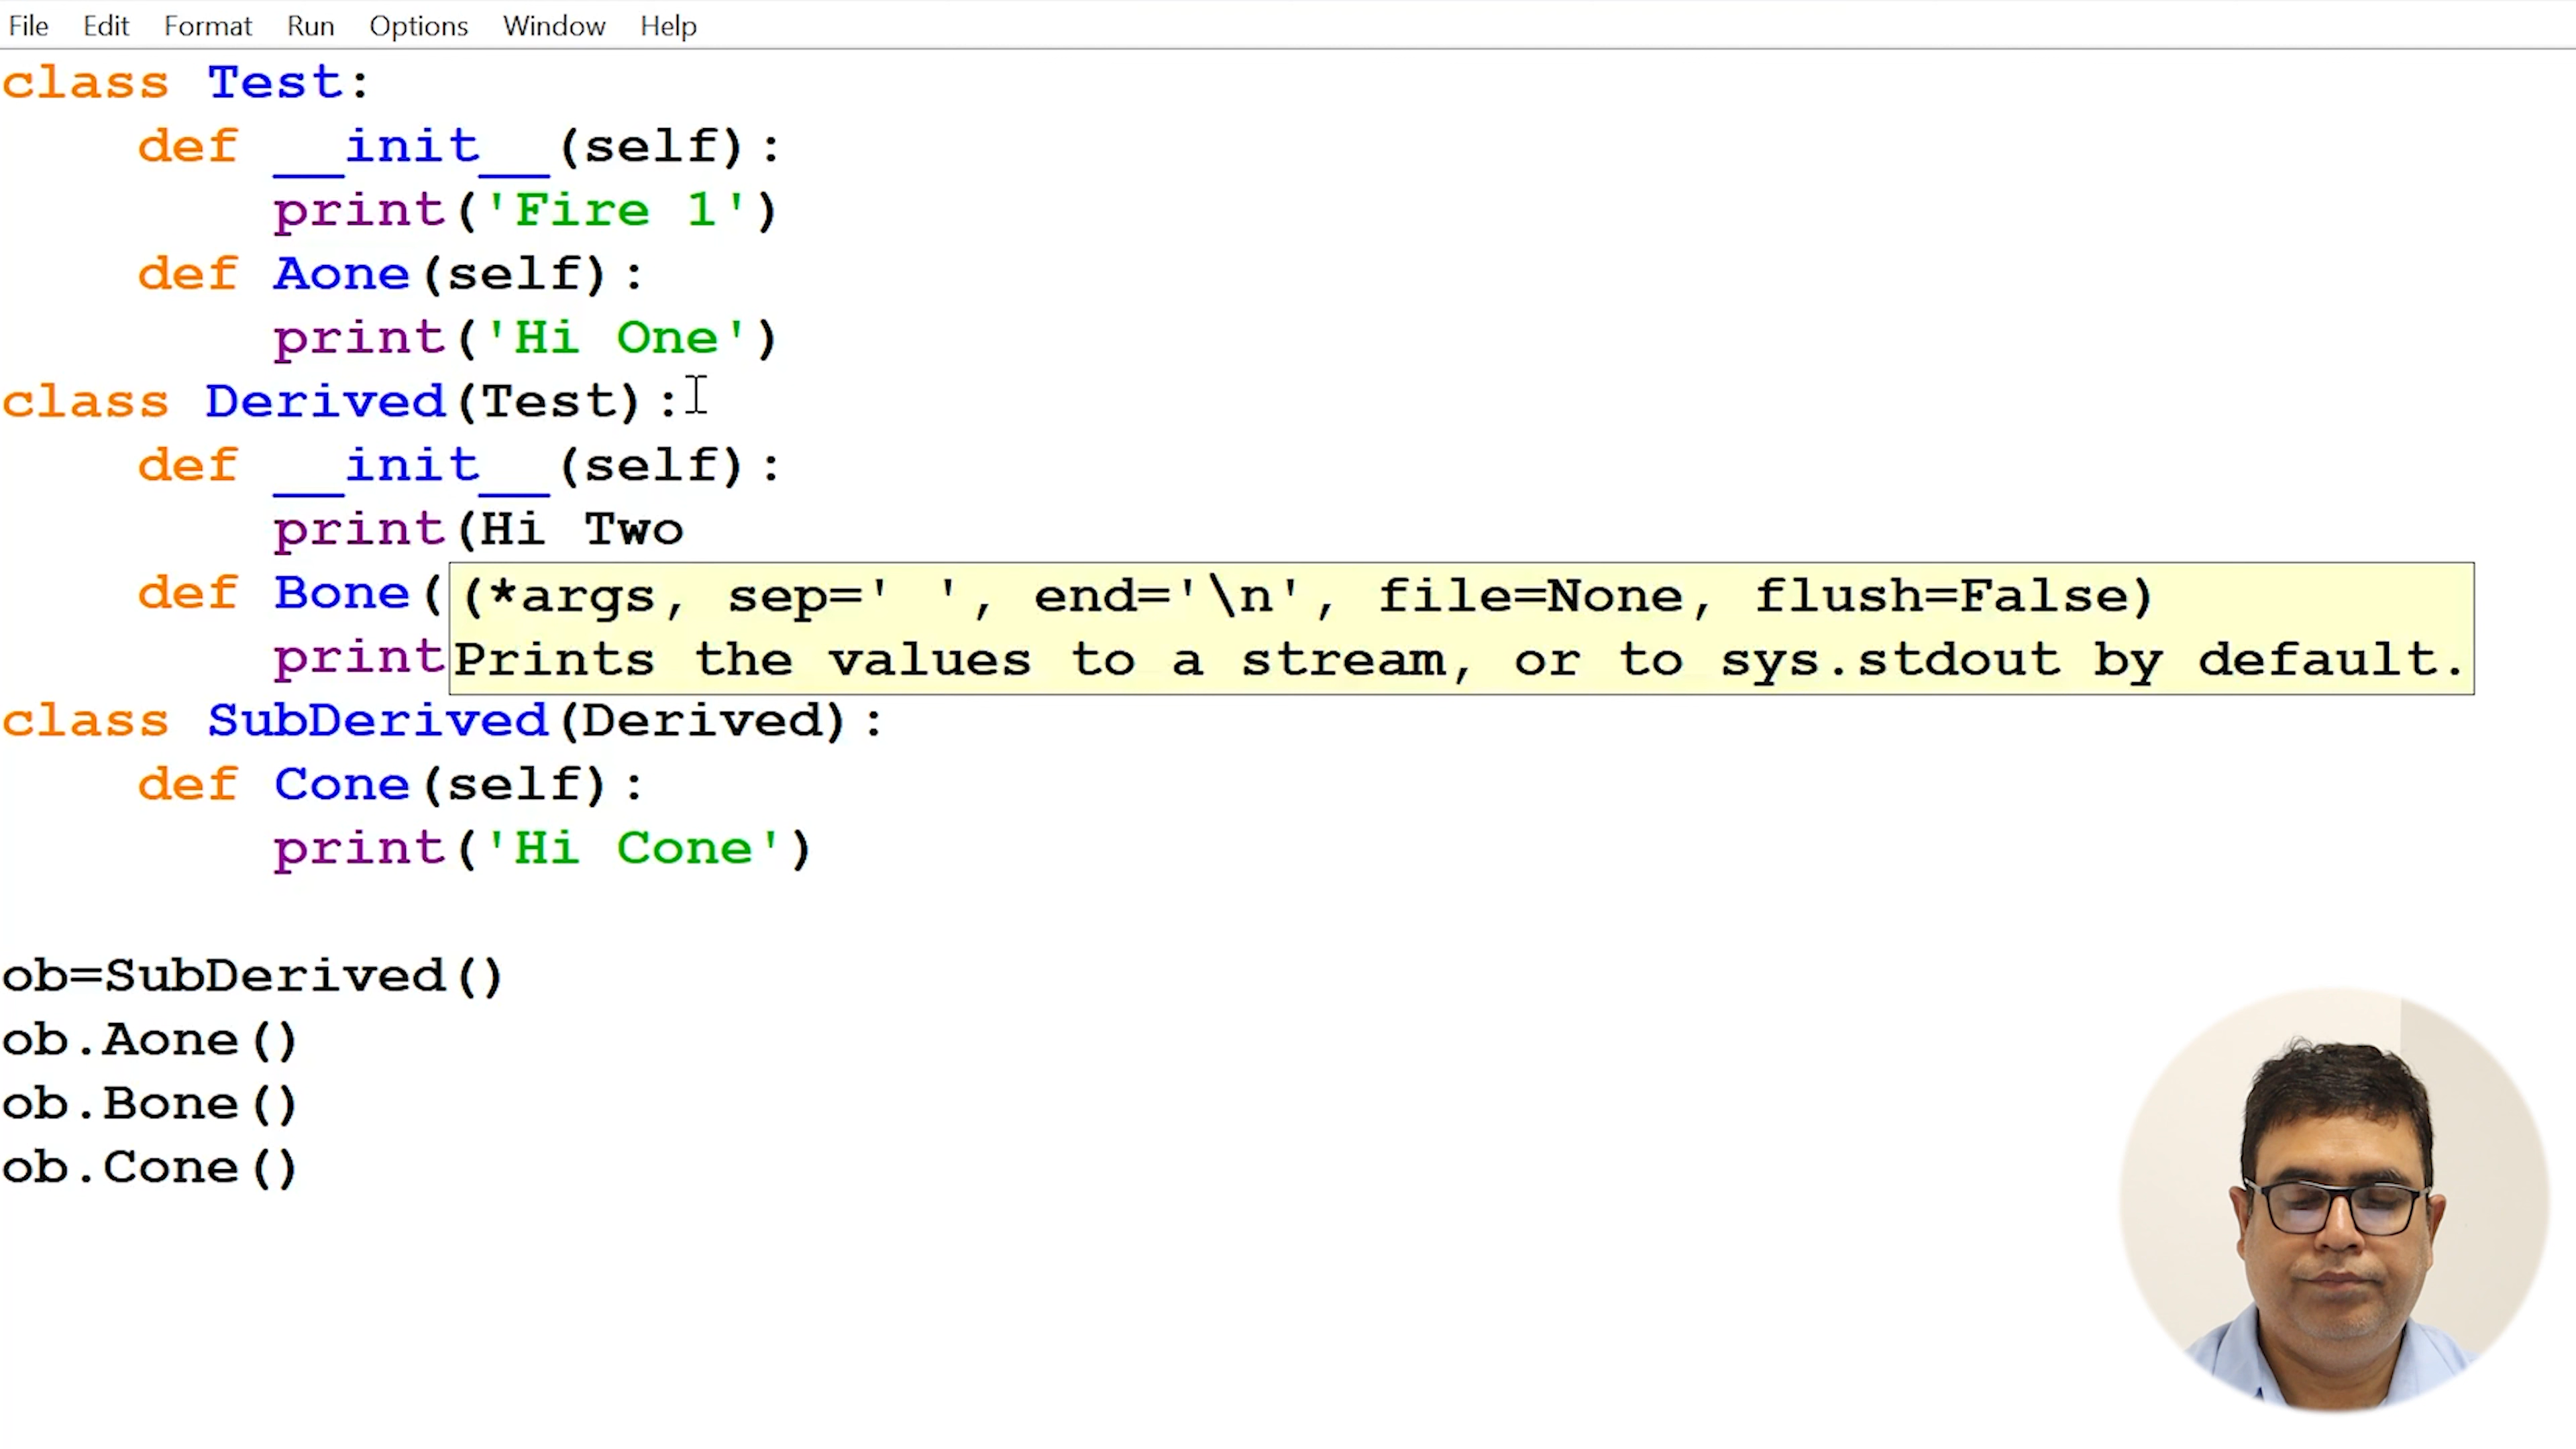 File Edit Format Run Options Window Help
class Test:
    def __init__(self):
        print('Fire 1')
    def Aone(self):
        print('Hi One')
class Derived(Test):
    def __init__(self):
        print(Hi Two
    def Bone(
(*args, sep=' ', end='\n', file=None, flush=False)
        print
Prints the values to a stream, or to sys.stdout by default.
class SubDerived(Derived):
    def Cone(self):
        print('Hi Cone')
ob=SubDerived()
ob.Aone()
ob.Bone()
ob.Cone()